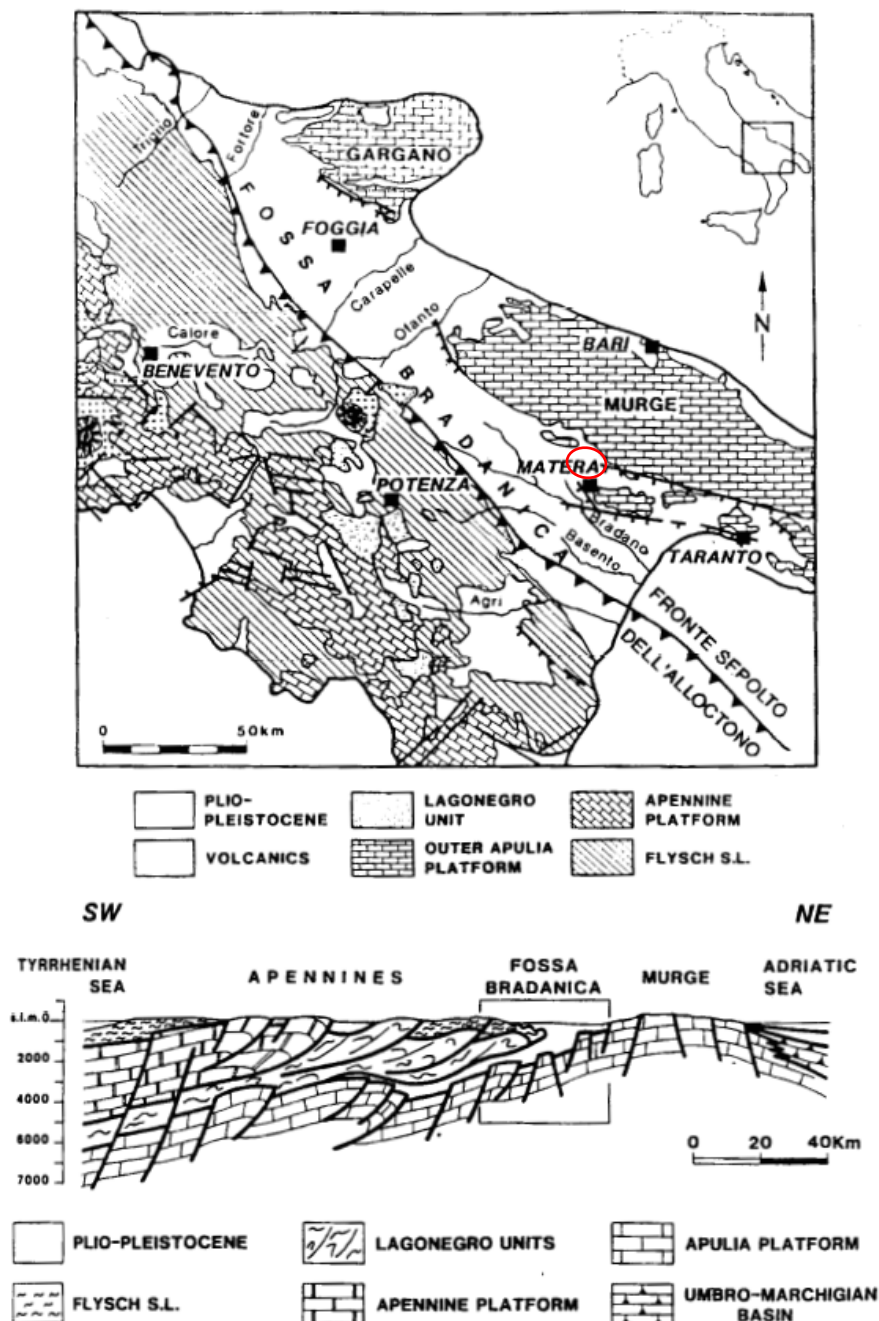 Trigno
Fortore
GARGANO
FOSSA
FOGGIA
Carapelle
Ofanto
N
Calore
BENEVENTO
BARI
BRADANICA
MURGE
MATERA
POTENZA
Bradano
Basento
TARANTO
Agri
FRONTE SEPOLTO
DELL'ALLOCTONO
0 50km
PLIO-
PLEISTOCENE
LAGONEGRO
UNIT
APENNINE
PLATFORM
VOLCANICS
OUTER APULIA
PLATFORM
FLYSCH S.L.
SW NE
TYRRHENIAN
SEA
APENNINES
FOSSA
BRADANICA
MURGE
ADRIATIC
SEA
s.l.m.0
2000
4000
6000
7000
0 20 40Km
PLIO-PLEISTOCENE
LAGONEGRO UNITS
APULIA PLATFORM
FLYSCH S.L.
APENNINE PLATFORM
UMBRO-MARCHIGIAN
BASIN